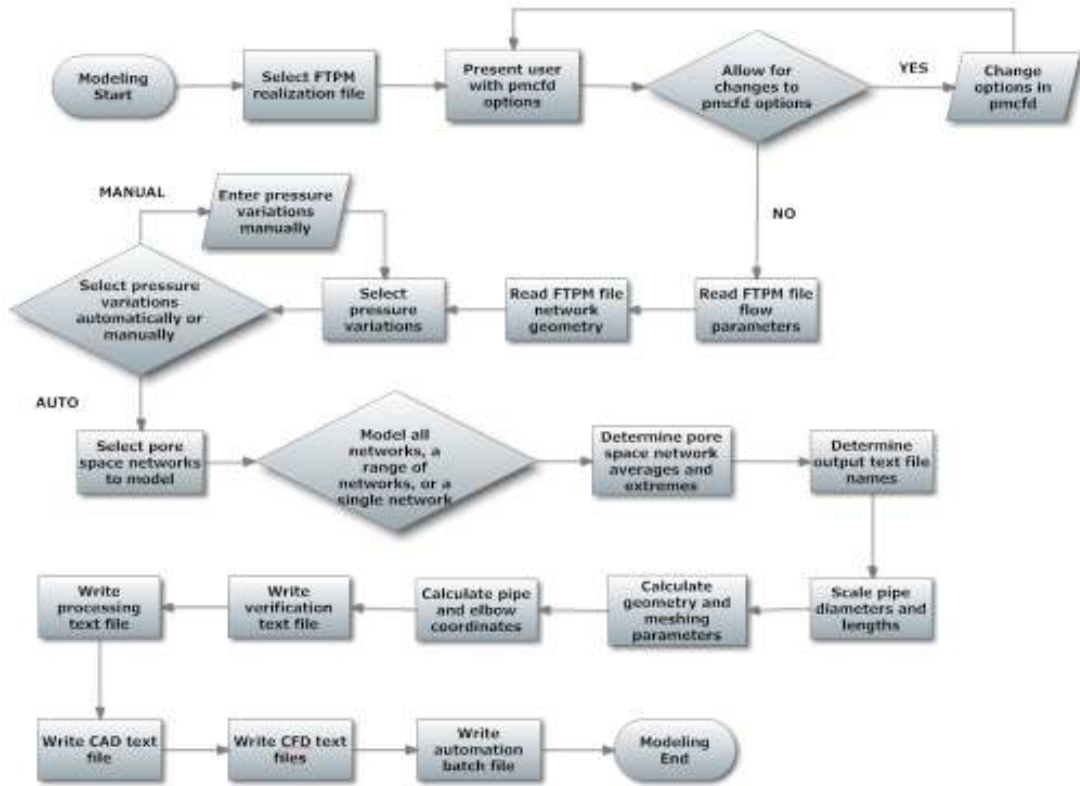 Modeling
Start
Select FTPM
realization file
Present user
with pmcfd
options
Allow for
changes to
pmcfd options
YES
Change
options in
pmcfd
MANUAL
Enter pressure
variations
manually
NO
Select pressure
variations
automatically or
manually
Select
pressure
variations
Read FTPM file
network
geometry
Read FTPM file
flow
parameters
AUTO
Select pore
space networks
to model
Model all
networks, a
range of
networks, or a
single network
Determine pore
space network
averages and
extremes
Determine
output text file
names
Write
processing
text file
Write
verification
text file
Calculate pipe
and elbow
coordinates
Calculate
geometry and
meshing
parameters
Scale pipe
diameters and
lengths
Write CAD text
file
Write CFD text
files
Write
automation
batch file
Modeling
End